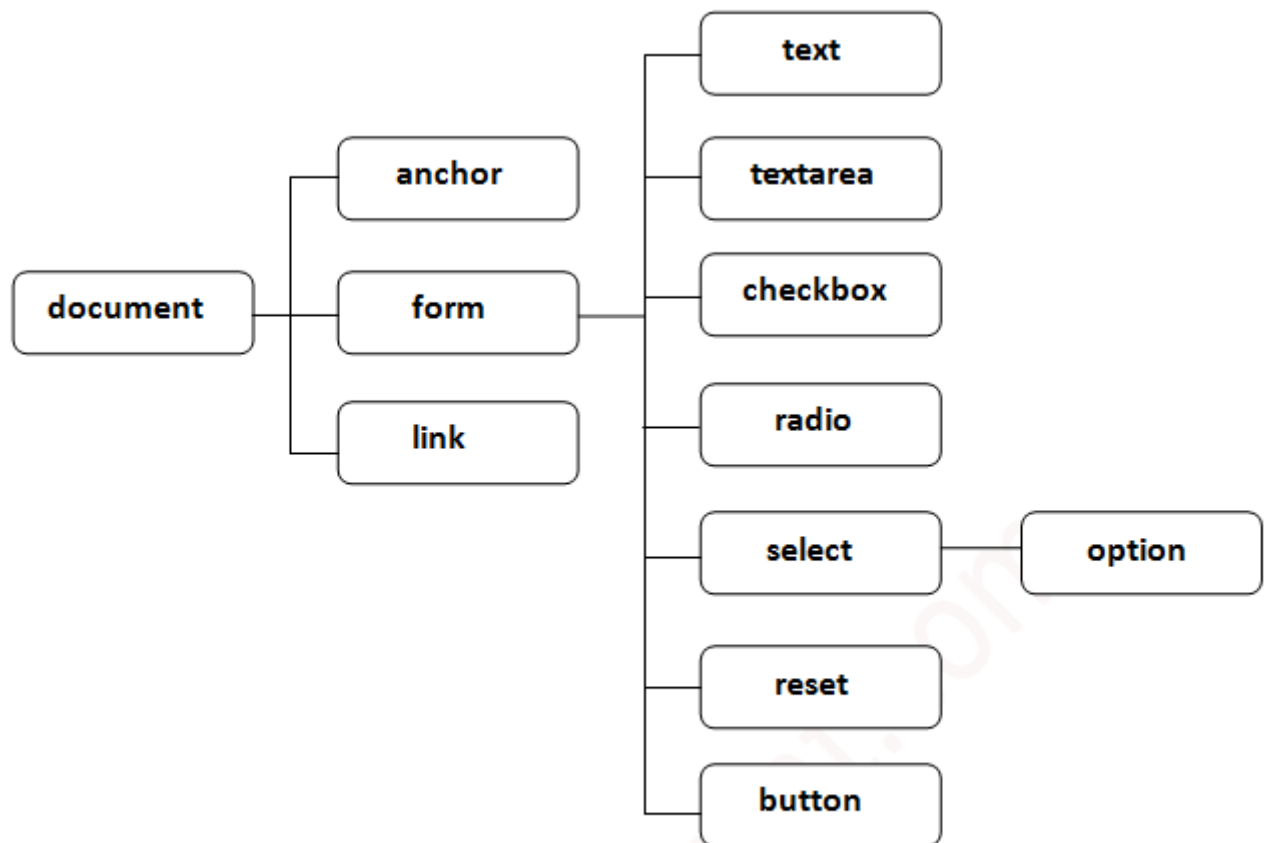 text
anchor
textarea
document
form
checkbox
link
radio
select
option
reset
button